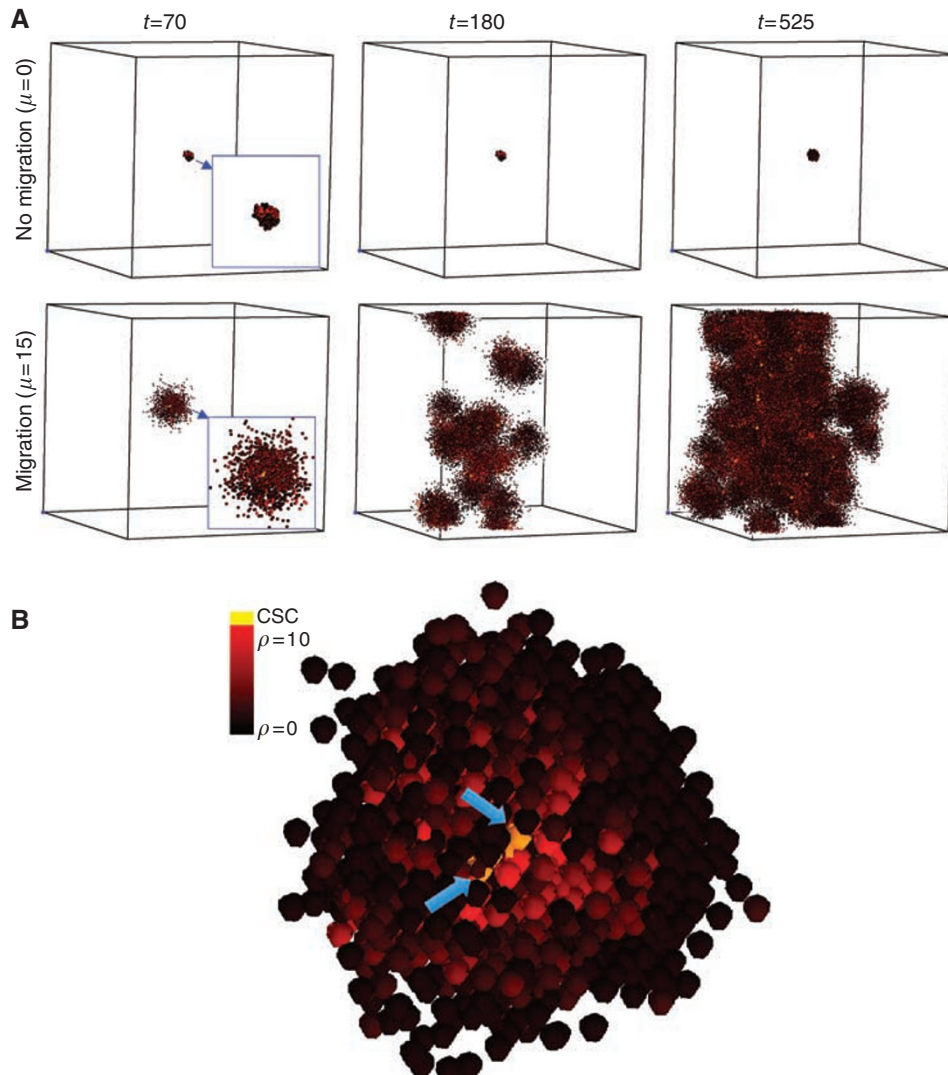 A
t=70
t=180
t=525
No migration (μ=0)
Migration (μ=15)
B
CSC
ρ=10
ρ=0